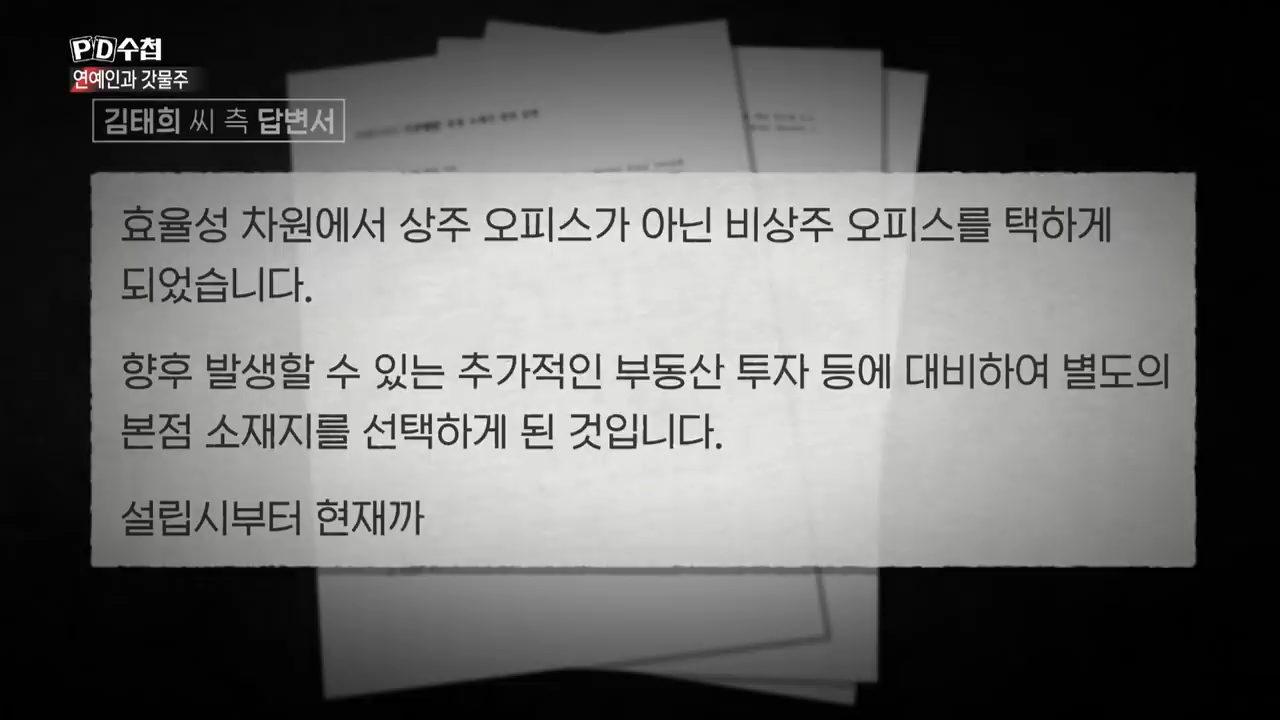 PD수첩
연예인과 갓물주
김태희 씨 측 답변서
효율성 차원에서 상주 오피스가 아닌 비상주 오피스를 택하게
되었습니다.
향후 발생할 수 있는 추가적인 부동산 투자 등에 대비하여 별도의
본점 소재지를 선택하게 된 것입니다.
설립시부터 현재까